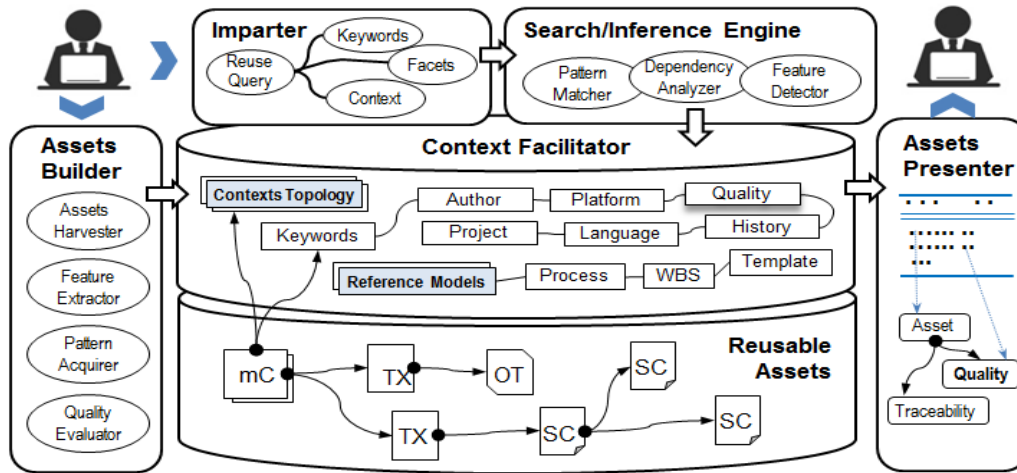 Imparter
Reuse
Query
Keywords
Facets
Context
Search/Inference Engine
Pattern
Matcher
Dependency
Analyzer
Feature
Detector
Assets
Builder
Assets
Harvester
Feature
Extractor
Pattern
Acquirer
Quality
Evaluator
Context Facilitator
Contexts Topology
Keywords
Author
Platform
Quality
Project
Language
History
Reference Models
Process
WBS
Template
Reusable
Assets
mC
TX
OT
SC
TX
SC
SC
Assets
Presenter
Asset
Quality
Traceability